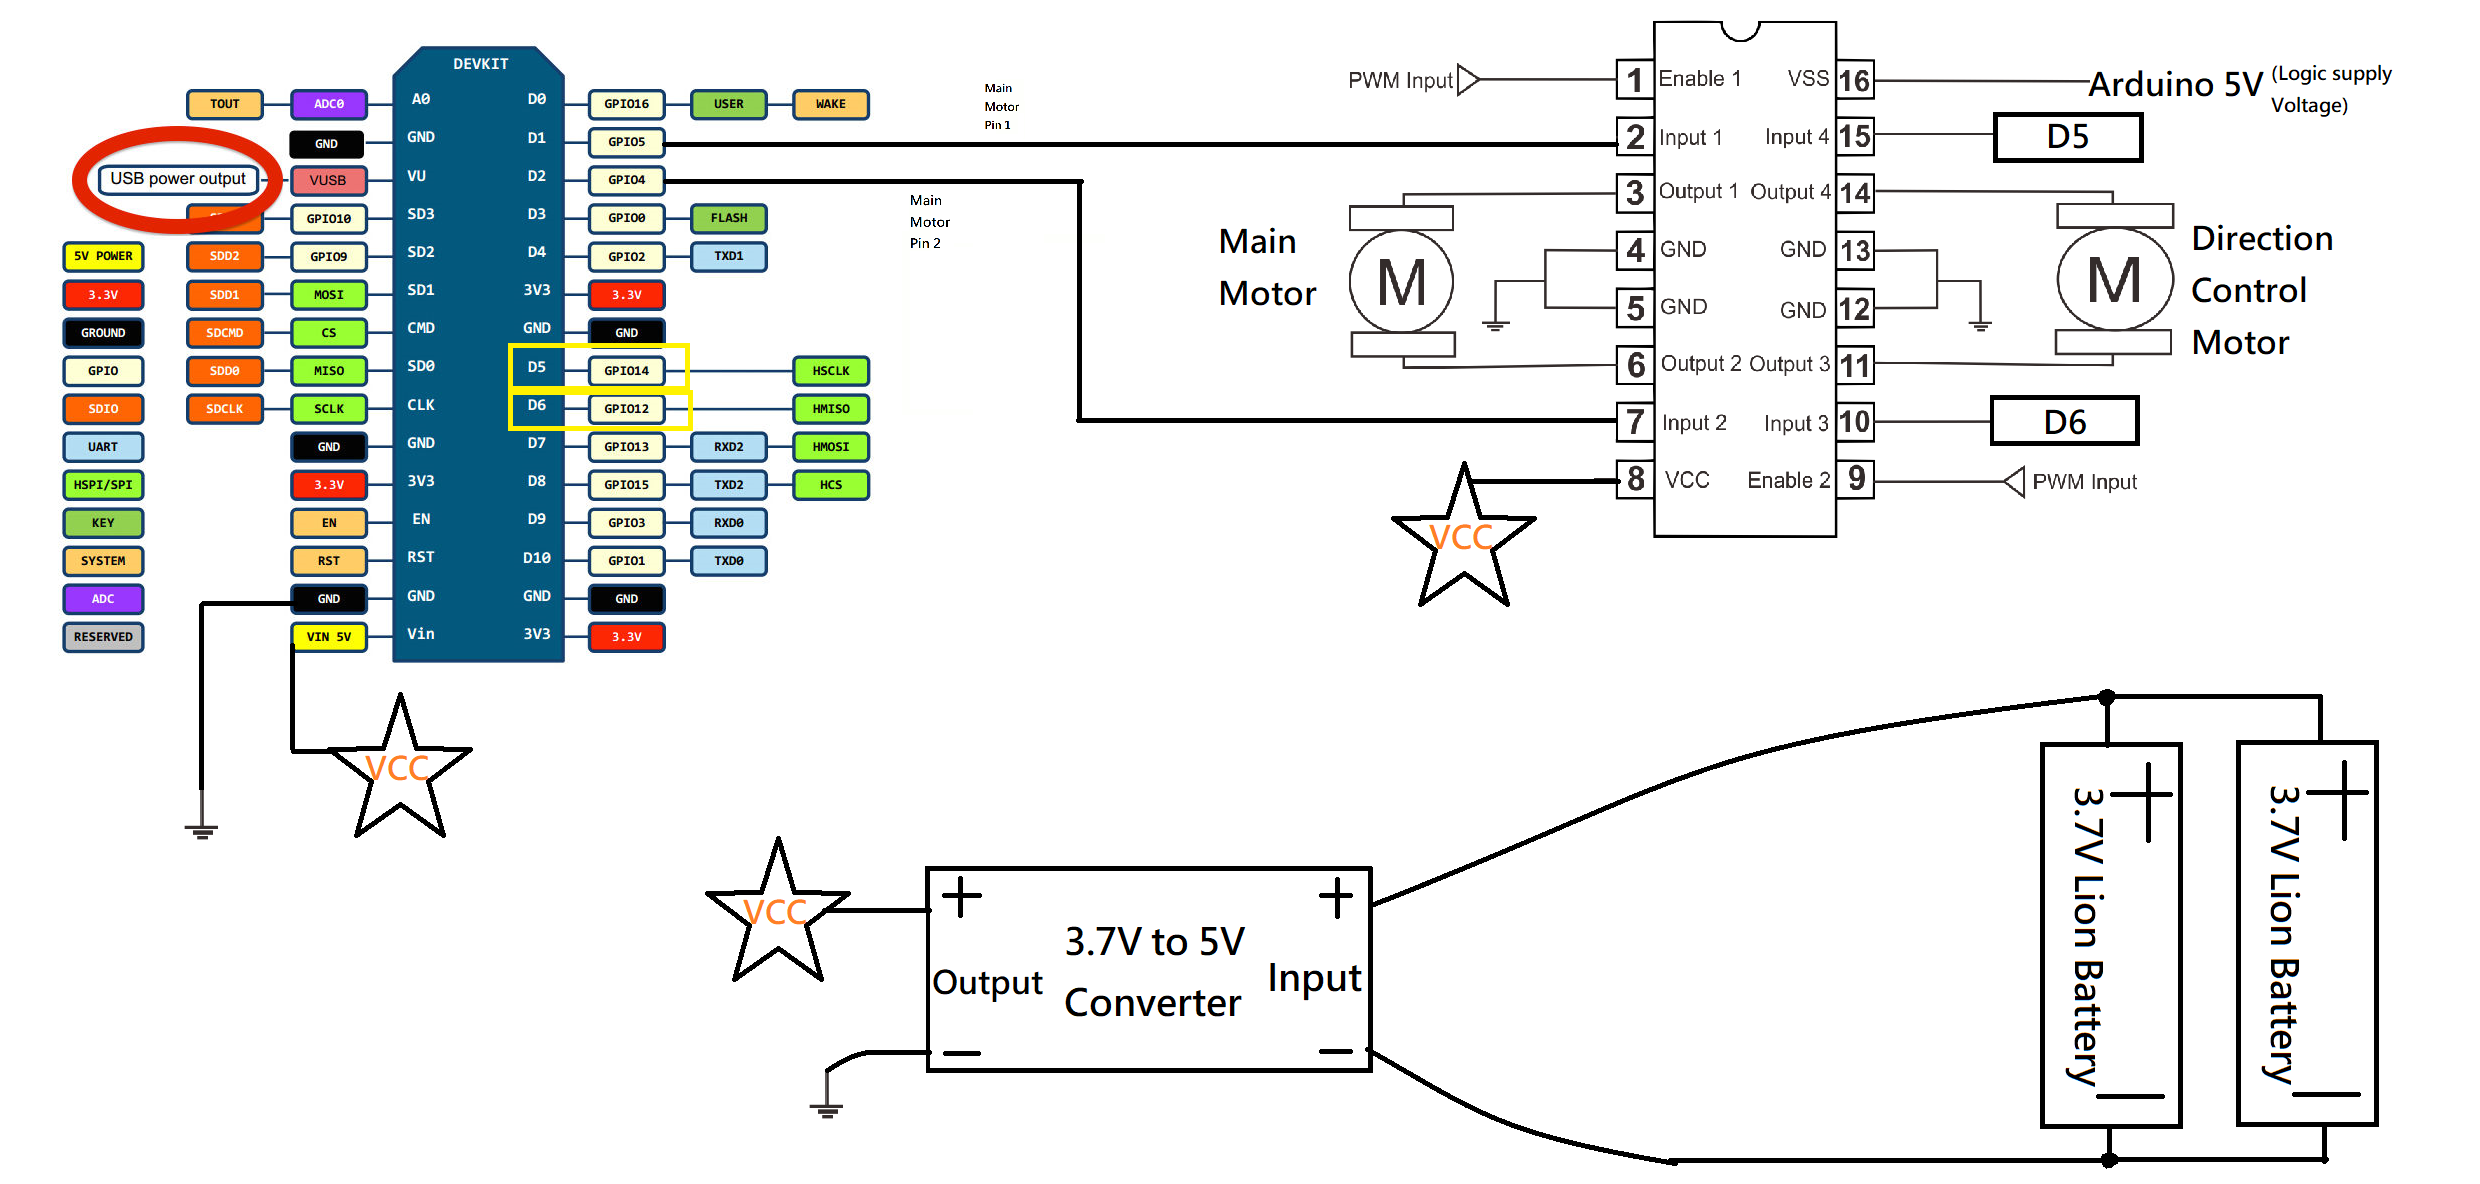 DEVKIT
TOUT ADC0 A0 D0 GPIO16 USER WAKE
GND GND D1 GPIO5
USB power output VUSB VU D2 GPIO4
GPIO10 SD3 D3 GPIO0 FLASH
5V POWER SDD2 GPIO9 SD2 D4 GPIO2 TXD1
3.3V SDD1 MOSI SD1 3V3 3.3V
GROUND SDCMD CS CMD GND GND
GPIO SDD0 MISO SD0 D5 GPIO14 HSCLK
SDIO SDCLK SCLK CLK D6 GPIO12 HMISO
UART GND GND D7 GPIO13 RXD2 HMOSI
HSPI/SPI 3.3V 3V3 D8 GPIO15 TXD2 HCS
KEY EN EN D9 GPIO3 RXD0
SYSTEM RST RST D10 GPIO1 TXD0
ADC GND GND GND GND
RESERVED VIN 5V Vin 3V3 3.3V
VCC
Main
Motor
Pin 1
Main
Motor
Pin 2
PWM Input 1 Enable 1 VSS 16 Arduino 5V (Logic supply
Voltage)
2 Input 1 Input 4 15 D5
3 Output 1 Output 4 14
4 GND GND 13
5 GND GND 12
6 Output 2 Output 3 11
7 Input 2 Input 3 10 D6
8 VCC Enable 2 9 PWM Input
Main
Motor
M
M
Direction
Control
Motor
VCC
VCC
3.7V to 5V
Converter
Output
Input
3.7V Lion Battery
3.7V Lion Battery